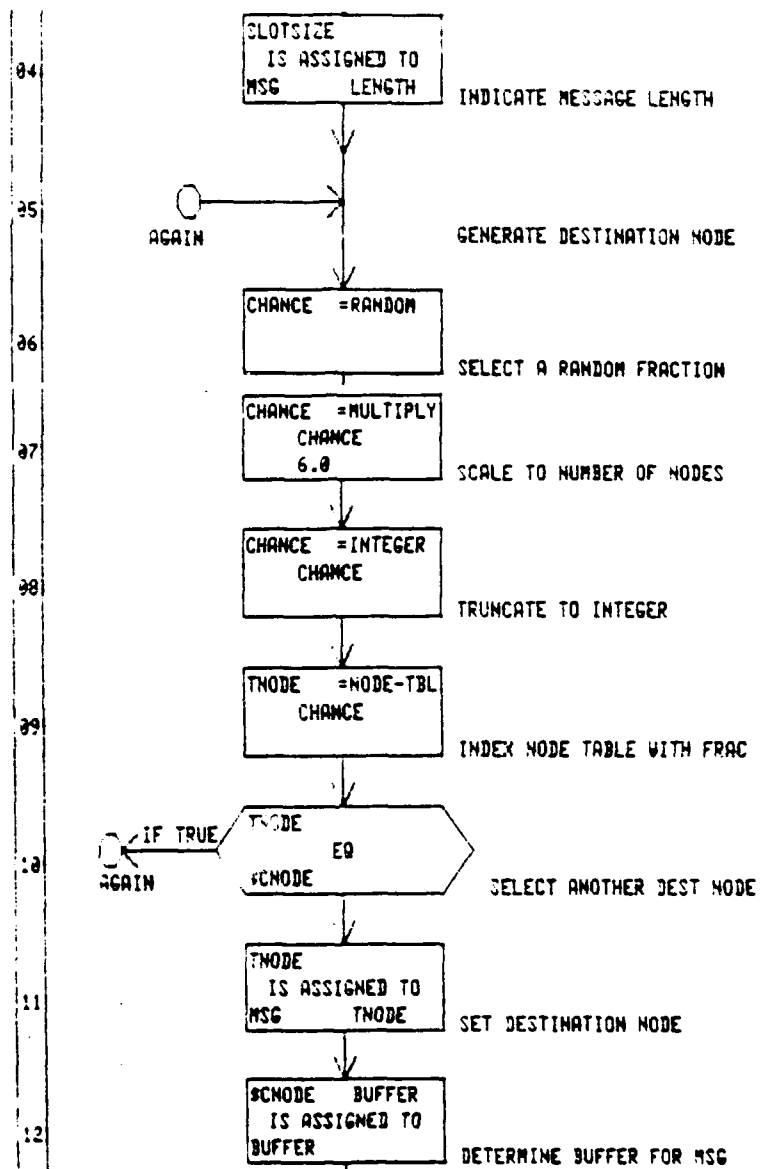 SLOTSIZE
IS ASSIGNED TO
MSG LENGTH
04
INDICATE MESSAGE LENGTH
05
AGAIN
GENERATE DESTINATION NODE
CHANCE =RANDOM
06
SELECT A RANDOM FRACTION
CHANCE =MULTIPLY
CHANCE
6.0
07
SCALE TO NUMBER OF NODES
CHANCE =INTEGER
CHANCE
08
TRUNCATE TO INTEGER
TNODE =NODE-TBL
CHANCE
09
INDEX NODE TABLE WITH FRAC
TNODE
IF TRUE
EQ
10
$CNODE
AGAIN
SELECT ANOTHER DEST NODE
TNODE
IS ASSIGNED TO
MSG TNODE
11
SET DESTINATION NODE
$CNODE BUFFER
IS ASSIGNED TO
BUFFER
12
DETERMINE BUFFER FOR MSG